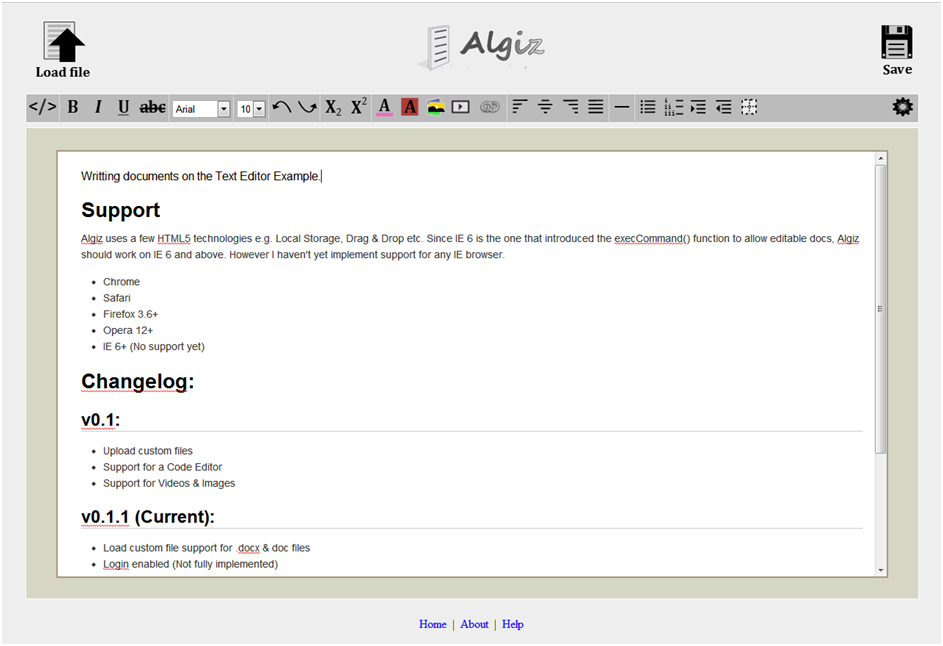 Load file
Algiz
Save
</> B I U abc Arial 10 X2 X2 A A
Writting documents on the Text Editor Example.
Support
Algiz uses a few HTML5 technologies e.g. Local Storage, Drag & Drop etc. Since IE 6 is the one that introduced the execCommand() function to allow editable docs, Algiz
should work on IE 6 and above. However I haven't yet implement support for any IE browser.
Chrome
Safari
Firefox 3.6+
Opera 12+
IE 6+ (No support yet)
Changelog:
v0.1:
Upload custom files
Support for a Code Editor
Support for Videos & Images
v0.1.1 (Current):
Load custom file support for .docx & doc files
Login enabled (Not fully implemented)
Home | About | Help